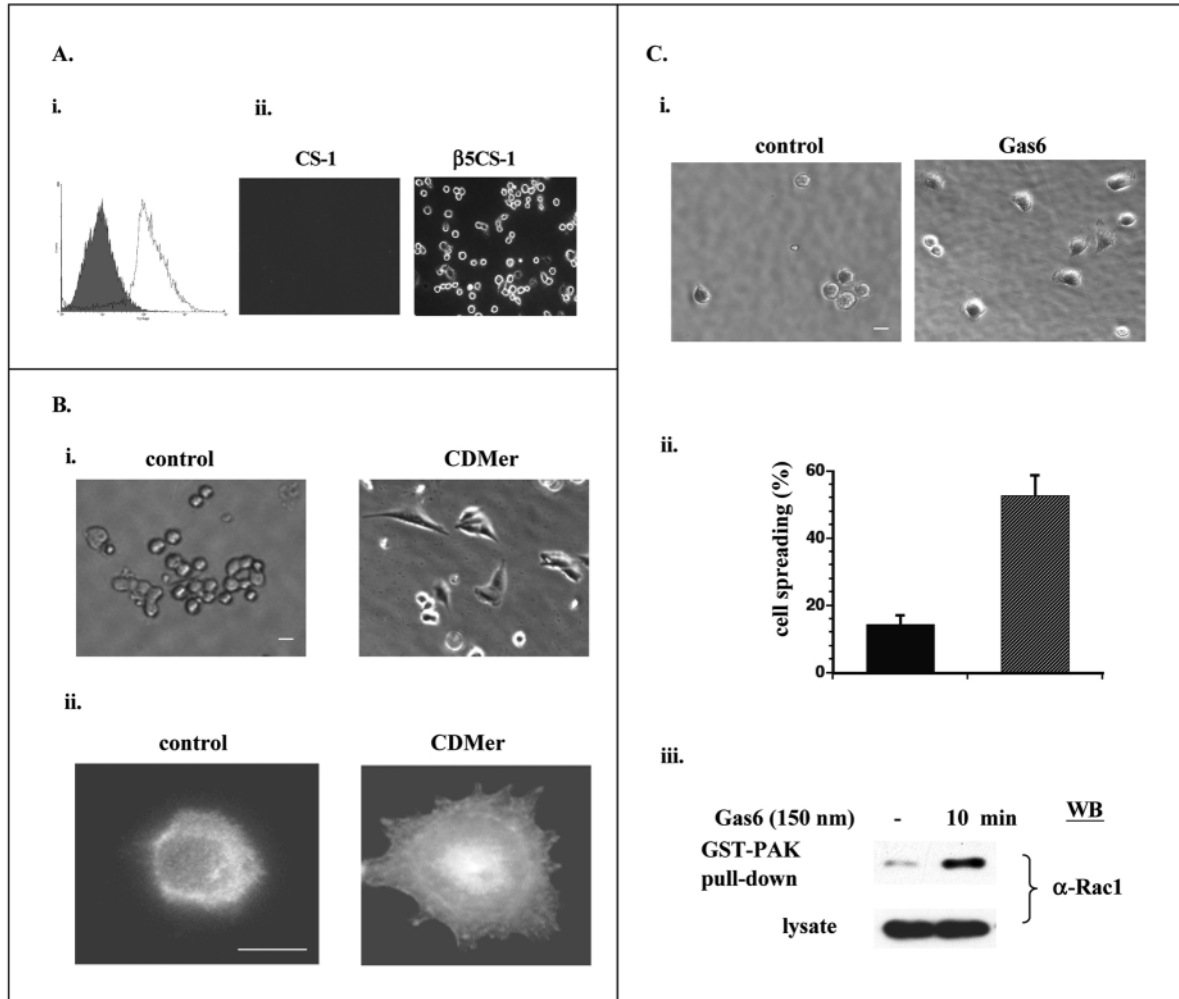 A.
i.
ii.
CS-1
β5CS-1
B.
i.
control
CDMer
ii.
control
CDMer
C.
i.
control
Gas6
ii.
cell spreading (%)
60
40
20
0
iii.
Gas6 (150 nm) - 10 min WB
GST-PAK
pull-down
α-Rac1
lysate